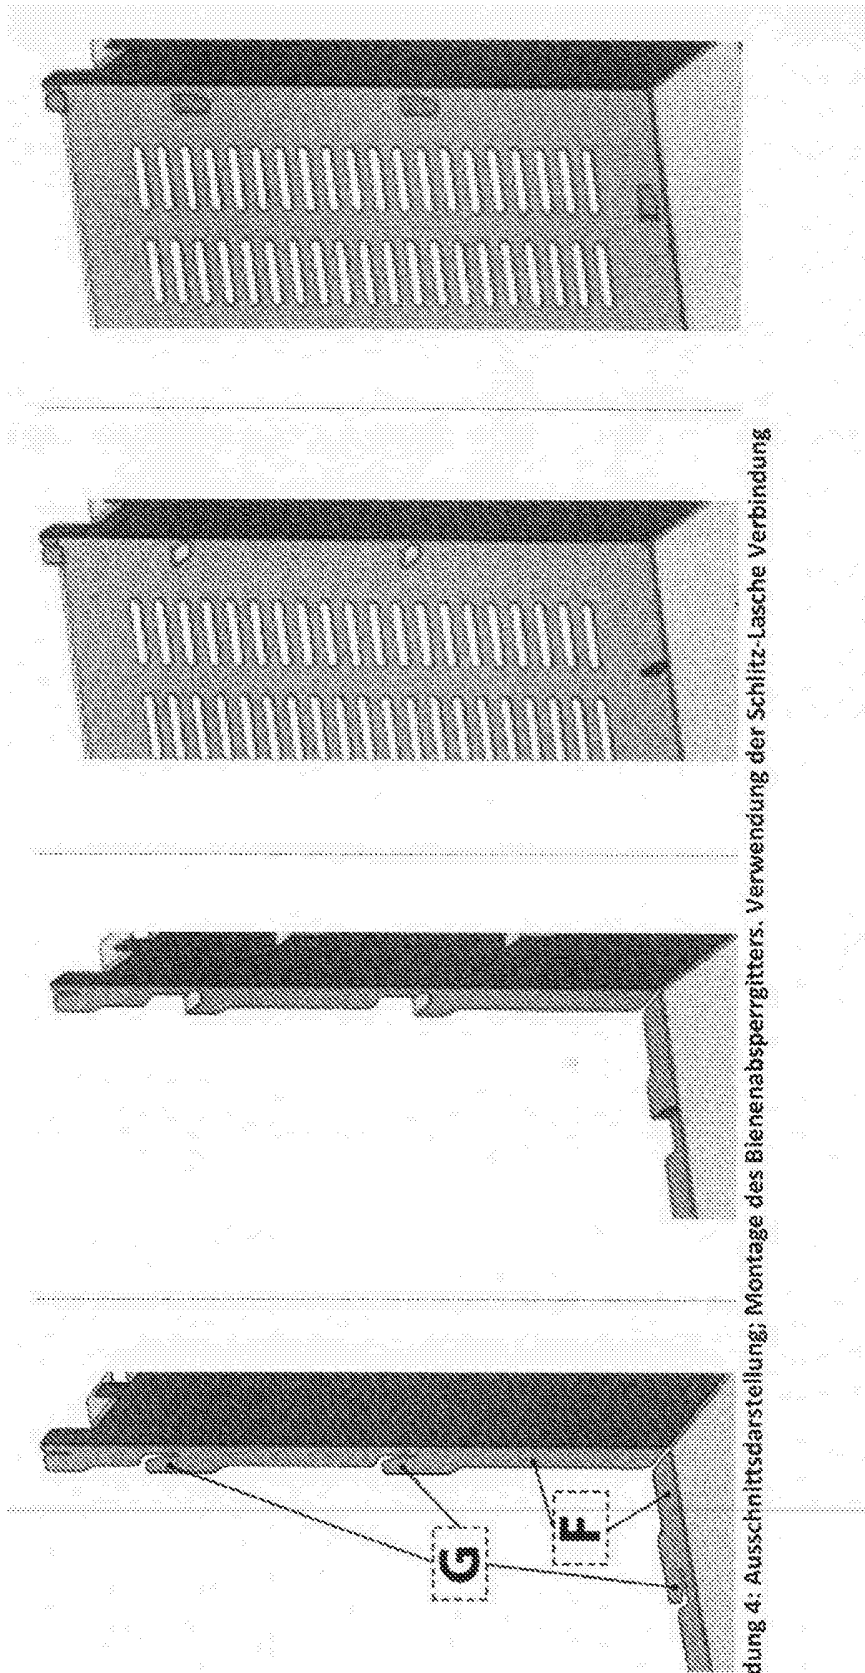 G
F
dung 4: Ausschnittsdarstellung; Montage des Bienenabsperrgitters. Verwendung der Schlitz-Lasche Verbindung